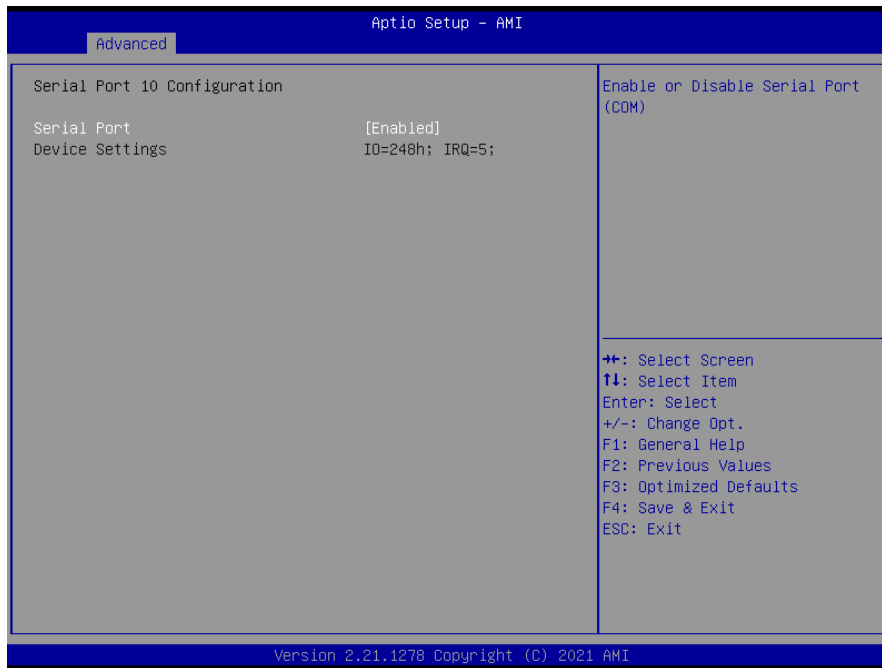 Aptio Setup – AMI
Advanced
Serial Port 10 Configuration
Serial Port [Enabled]
Device Settings IO=248h; IRQ=5;
Enable or Disable Serial Port
(COM)
→←: Select Screen
↑↓: Select Item
Enter: Select
+/-: Change Opt.
F1: General Help
F2: Previous Values
F3: Optimized Defaults
F4: Save & Exit
ESC: Exit
Version 2.21.1278 Copyright (C) 2021 AMI